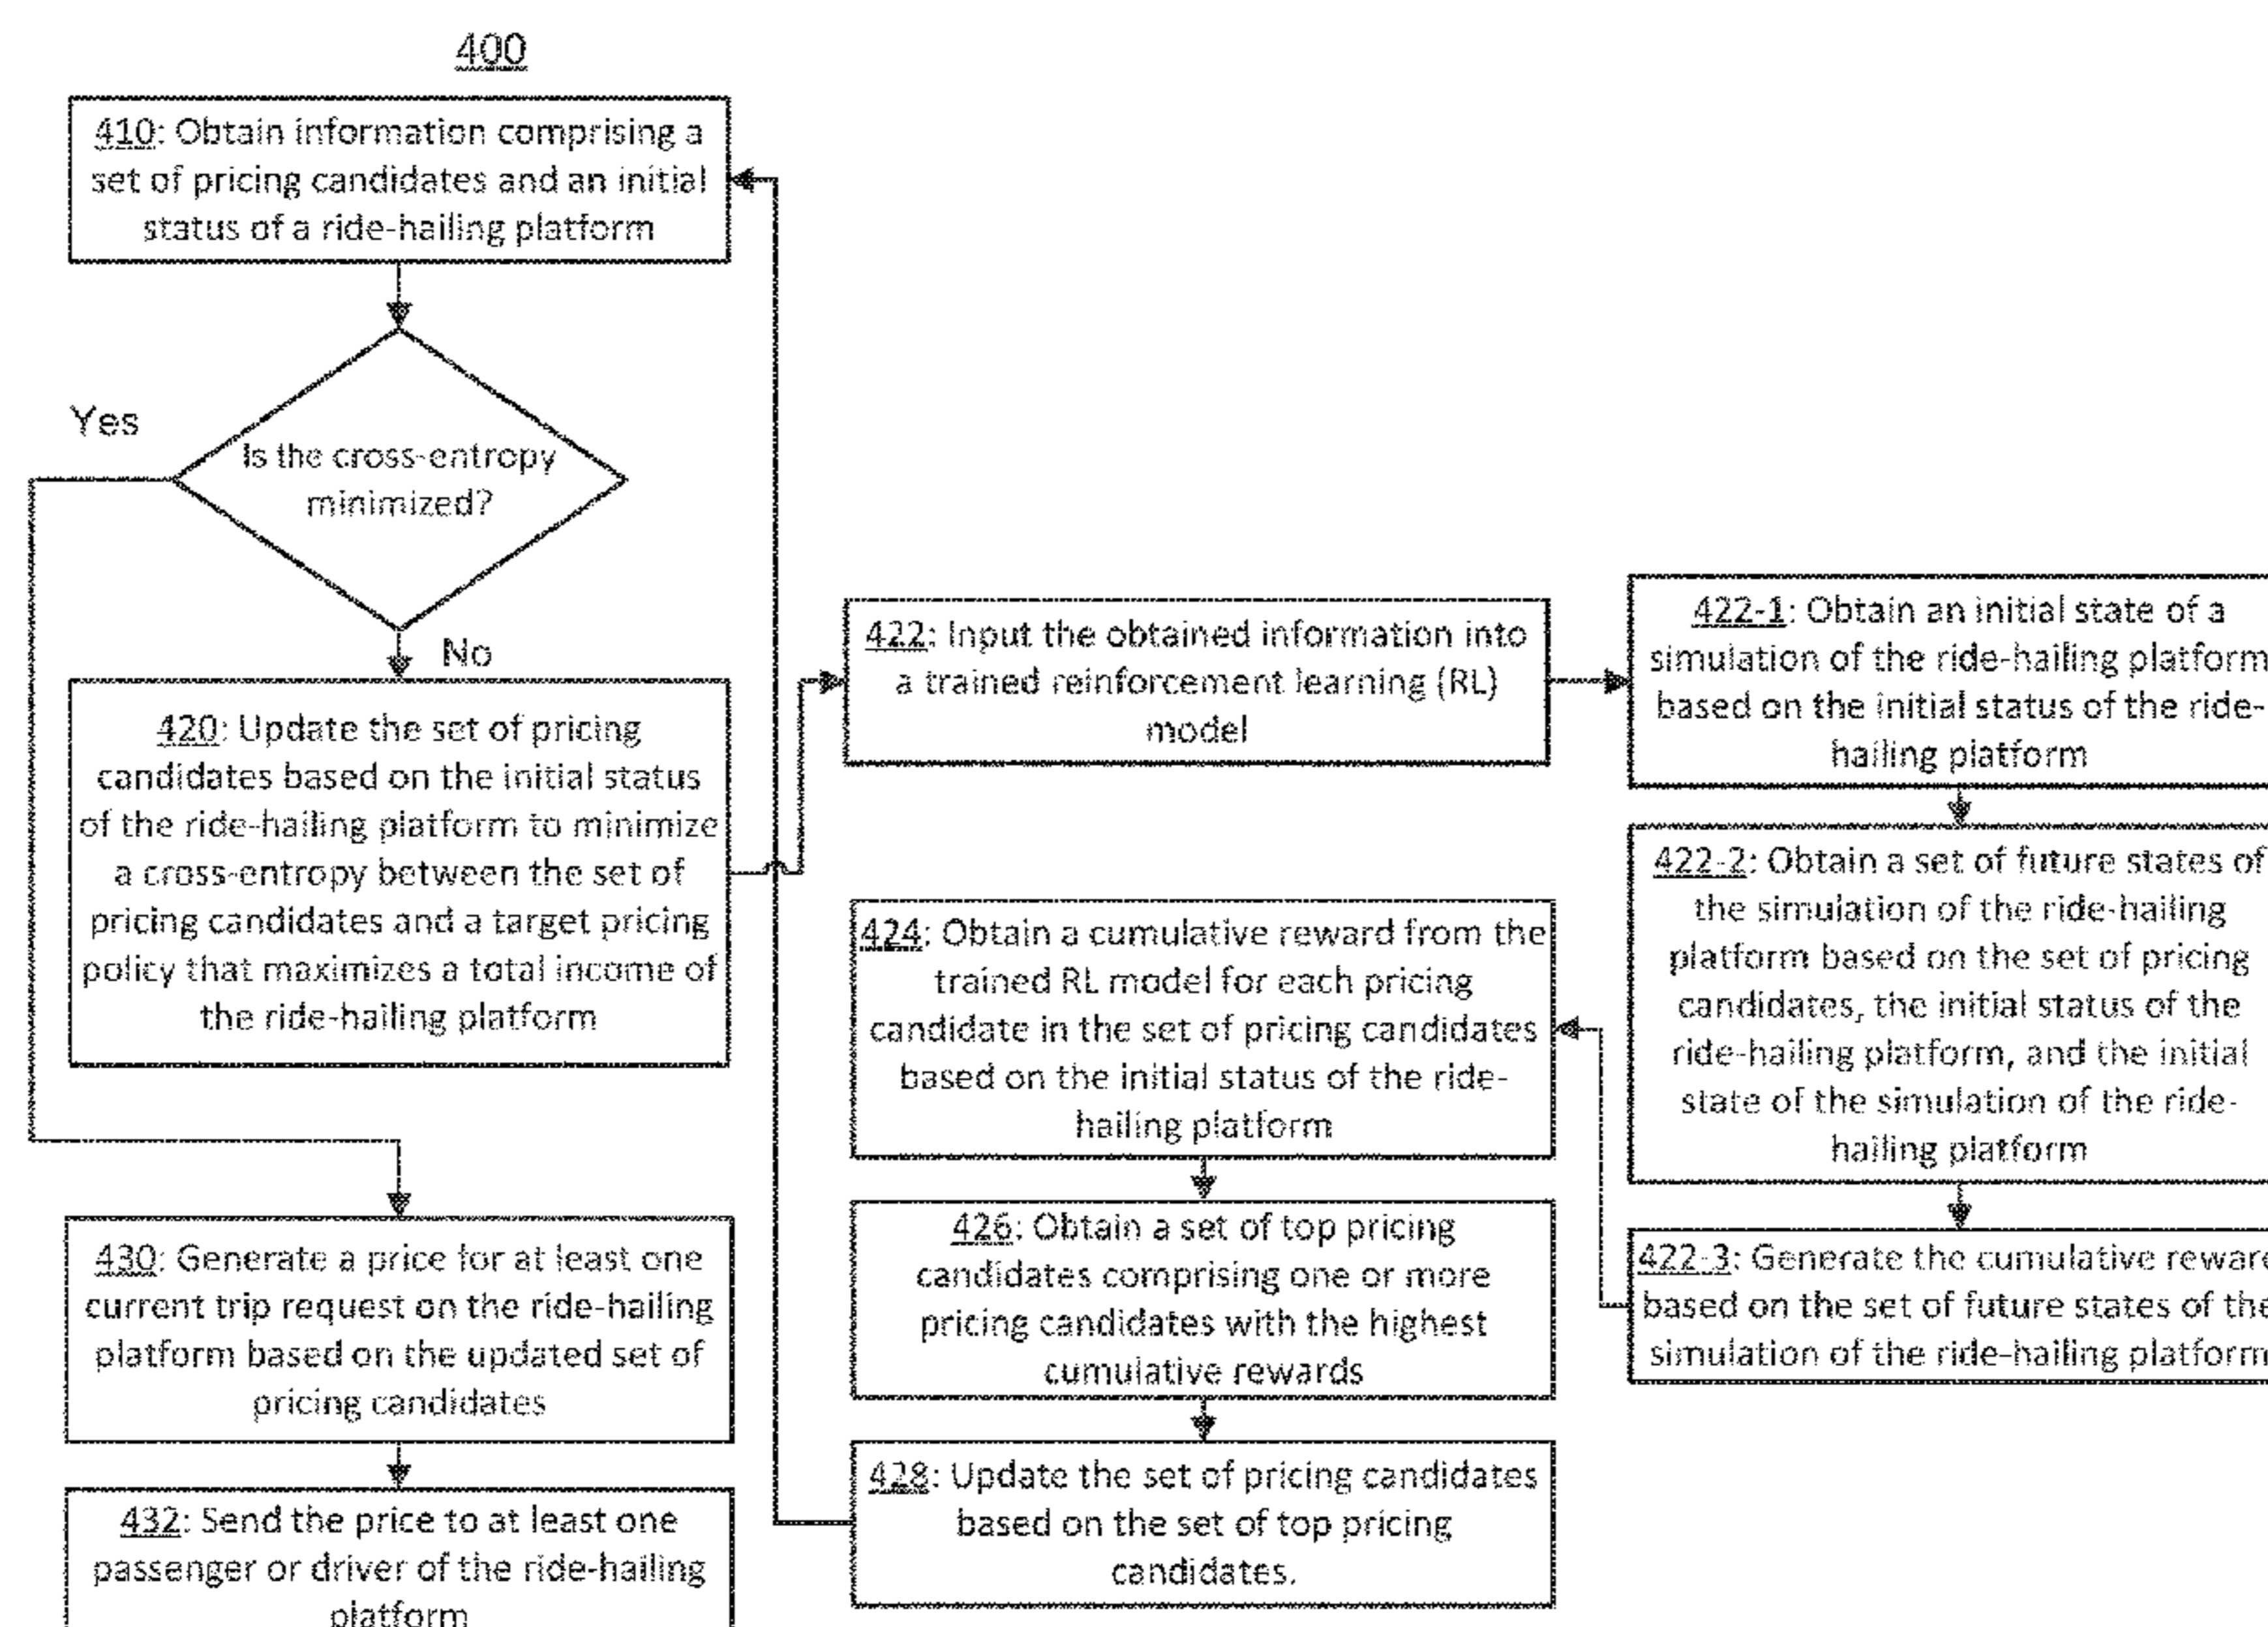 400
410: Obtain information comprising a
set of pricing candidates and an initial
status of a ride-hailing platform
Yes
Is the cross-entropy
minimized?
No
420: Update the set of pricing
candidates based on the initial status
of the ride-hailing platform to minimize
a cross-entropy between the set of
pricing candidates and a target pricing
policy that maximizes a total income of
the ride-hailing platform
422: Input the obtained information into
a trained reinforcement learning (RL)
model
422-1: Obtain an initial state of a
simulation of the ride-hailing platform
based on the initial status of the ride-
hailing platform
422-2: Obtain a set of future states of
the simulation of the ride-hailing
platform based on the set of pricing
candidates, the initial status of the
ride-hailing platform, and the initial
state of the simulation of the ride-
hailing platform
422-3: Generate the cumulative reward
based on the set of future states of the
simulation of the ride-hailing platform
424: Obtain a cumulative reward from the
trained RL model for each pricing
candidate in the set of pricing candidates
based on the initial status of the ride-
hailing platform
426: Obtain a set of top pricing
candidates comprising one or more
pricing candidates with the highest
cumulative rewards
428: Update the set of pricing candidates
based on the set of top pricing
candidates.
430: Generate a price for at least one
current trip request on the ride-hailing
platform based on the updated set of
pricing candidates
432: Send the price to at least one
passenger or driver of the ride-hailing
platform